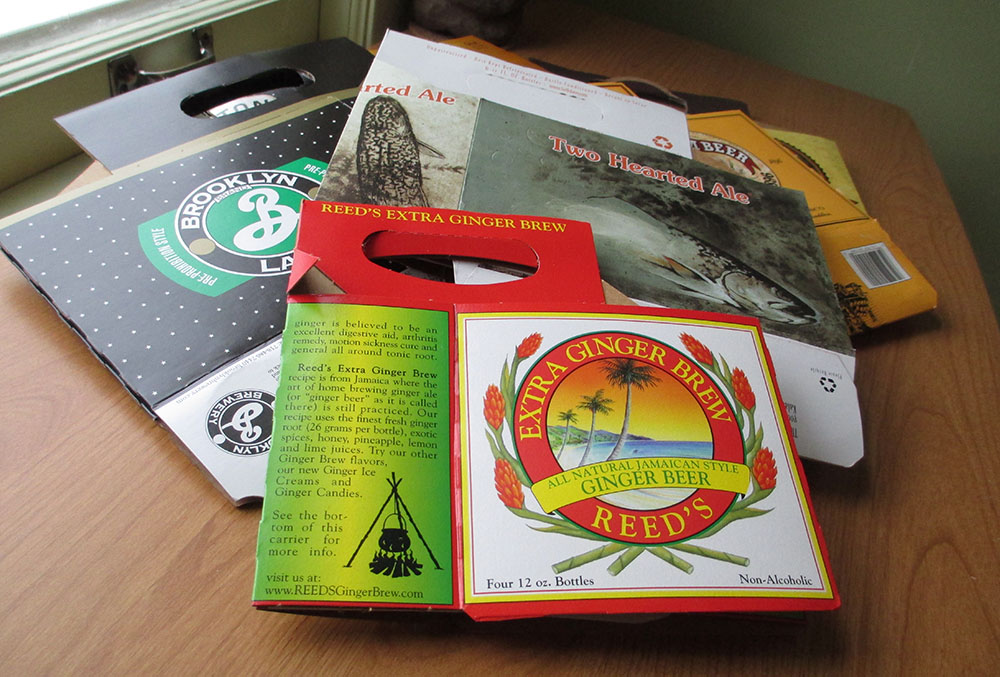 BROOKLYN
BRAND
LA
PRE-PROHIBITION STYLE
PRE-P
BROOKLYN
BREWERY
rted Ale
Two Hearted Ale
BEER
REED'S EXTRA GINGER BREW
ginger is believed to be an
excellent digestive aid, arthritis
remedy, motion sickness cure and
general all around tonic root.
Reed's Extra Ginger Brew
recipe is from Jamaica where the
art of home brewing ginger ale
(or "ginger beer" as it is called
there) is still practiced. Our
recipe uses the finest fresh ginger
root (26 grams per bottle), exotic
spices, honey, pineapple, lemon
and lime juices. Try our other
Ginger Brew flavors,
our new Ginger Ice
Creams and
Ginger Candies.
See the bot-
tom of this
carrier for
more info.
visit us at:
www.REEDSGingerBrew.com
EXTRA GINGER BREW
ALL NATURAL JAMAICAN STYLE
GINGER BEER
REED'S
Four 12 oz. Bottles
Non-Alcoholic